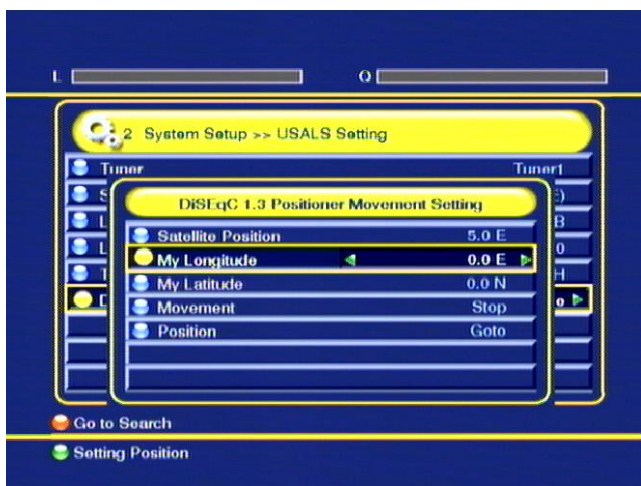 L Q
2 System Setup >> USALS Setting
Tuner Tuner1
DiSEqC 1.3 Positioner Movement Setting
Satellite Position 5.0 E
My Longitude 0.0 E
My Latitude 0.0 N
Movement Stop
Position Goto
Go to Search
Setting Position